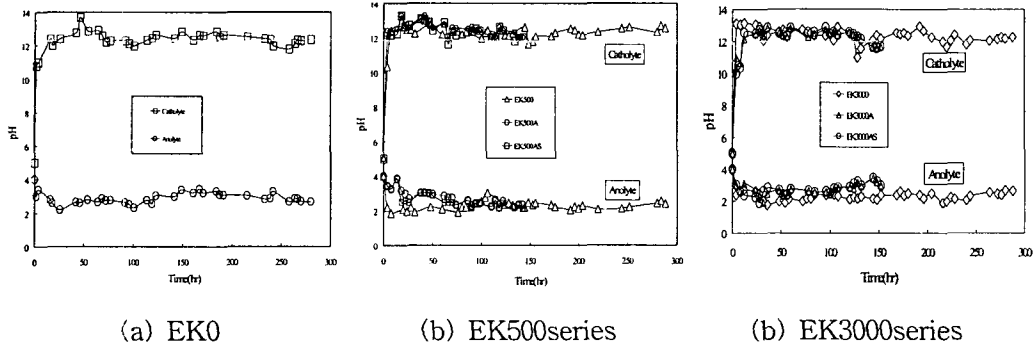 14
12
10
8
6
4
2
0
pH
Catholyte
Anolyte
0 50 100 150 200 250 300
Time(hr)
(a) EK0
14
12
10
8
6
4
2
0
pH
Catholyte
EK500
EK500A
EK500AS
Anolyte
0 50 100 150 200 250 300
Time(hr)
(b) EK500series
14
12
10
8
6
4
2
0
pH
Catholyte
EK3000
EK3000A
EK3000AS
Anolyte
0 50 100 150 200 250 300
Time(hr)
(b) EK3000series